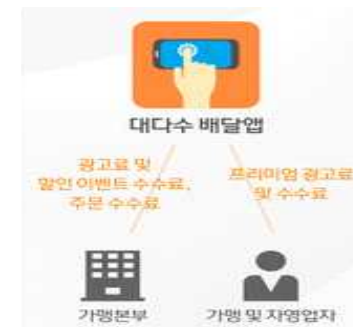 대다수 배달앱
광고료 및
할인 이벤트 수수료,
주문 수수료
프리미엄 광고료
및 수수료
가맹본부
가맹 및 자영업자